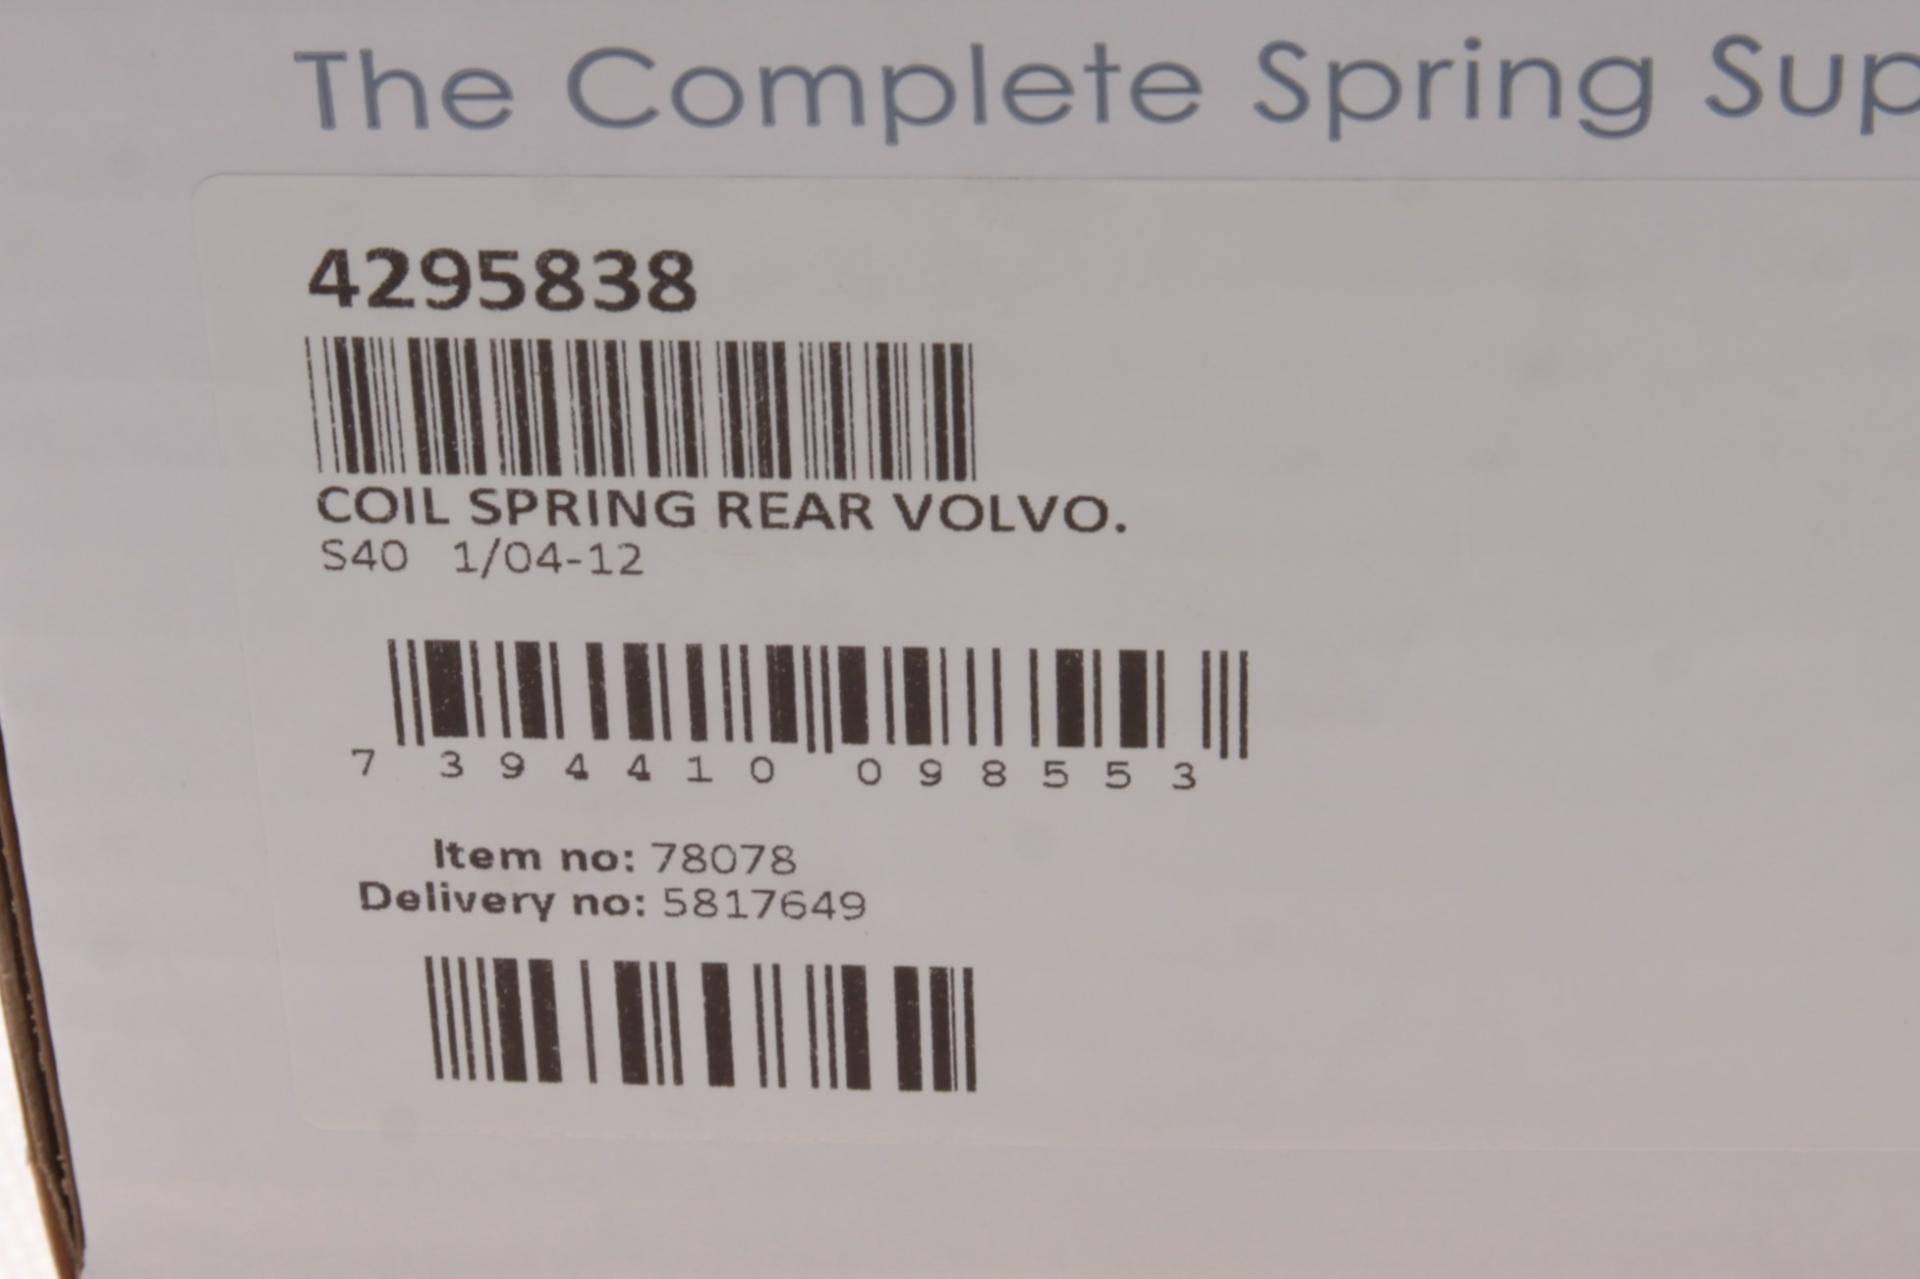 The Complete Spring Sup
4295838
COIL SPRING REAR VOLVO.
S40 1/04-12
7 394410 098553
Item no: 78078
Delivery no: 5817649